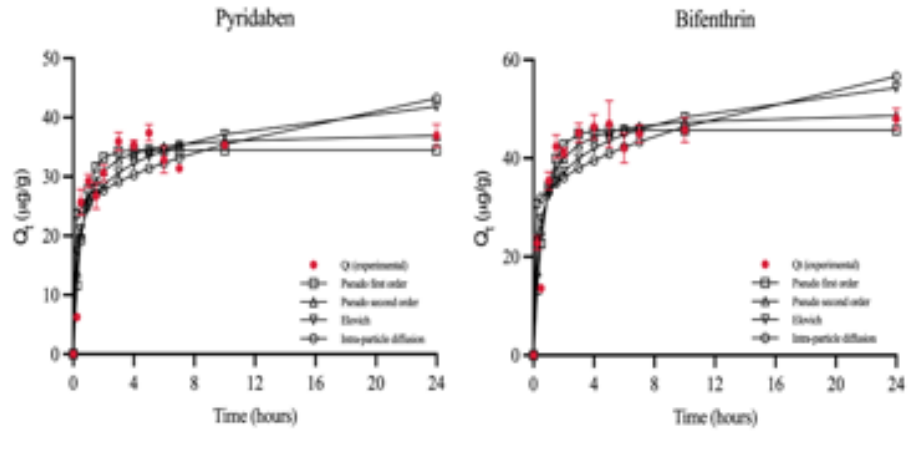 Pyridaben
Bifenthrin
50
40
30
20
10
0
Qt (μg/g)
0 4 8 12 16 20 24
Time (hours)
Qt (experimental)
Pseudo first order
Pseudo second order
Elovich
Intra-particle diffusion
60
40
20
0
Qt (μg/g)
0 4 8 12 16 20 24
Time (hours)
Qt (experimental)
Pseudo first order
Pseudo second order
Elovich
Intra-particle diffusion